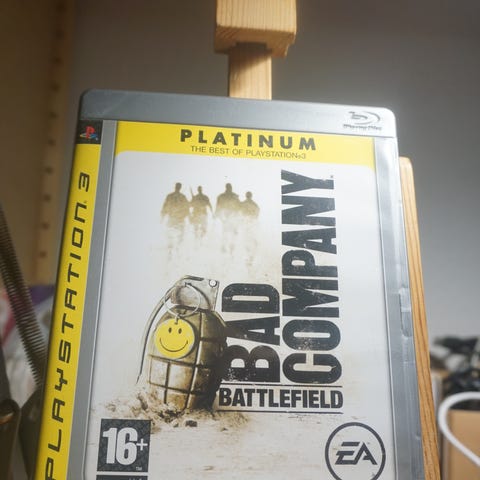 PLATINUM
THE BEST OF PLAYSTATION®3
Blu-ray Disc
PLAYSTATION 3
BAD
COMPANY
BATTLEFIELD
16+
EA